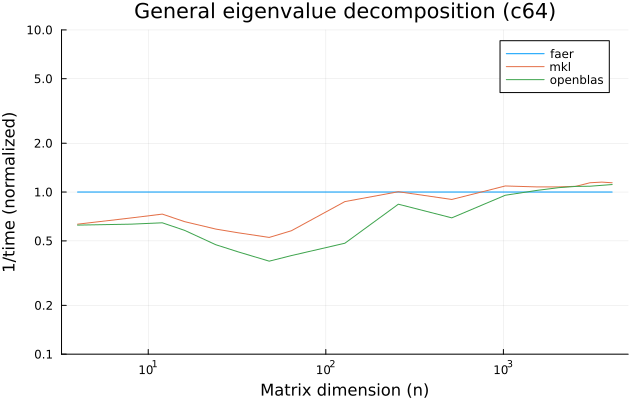 General eigenvalue decomposition (c64)
10.0
5.0
2.0
1.0
0.5
0.2
0.1
1/time (normalized)
faer
mkl
openblas
10¹ 10² 10³
Matrix dimension (n)